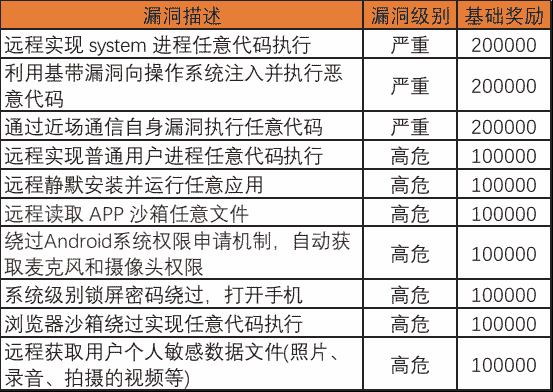 漏洞描述 漏洞级别 基础奖励
远程实现 system 进程任意代码执行 严重 200000
利用基带漏洞向操作系统注入并执行恶
意代码 严重 200000
通过近场通信自身漏洞执行任意代码 严重 200000
远程实现普通用户进程任意代码执行 高危 100000
远程静默安装并运行任意应用 高危 100000
远程读取 APP 沙箱任意文件 高危 100000
绕过Android系统权限申请机制，自动获
取麦克风和摄像头权限 高危 100000
系统级别锁屏密码绕过，打开手机 高危 100000
浏览器沙箱绕过实现任意代码执行 高危 100000
远程获取用户个人敏感数据文件(照片、
录音、拍摄的视频等) 高危 100000